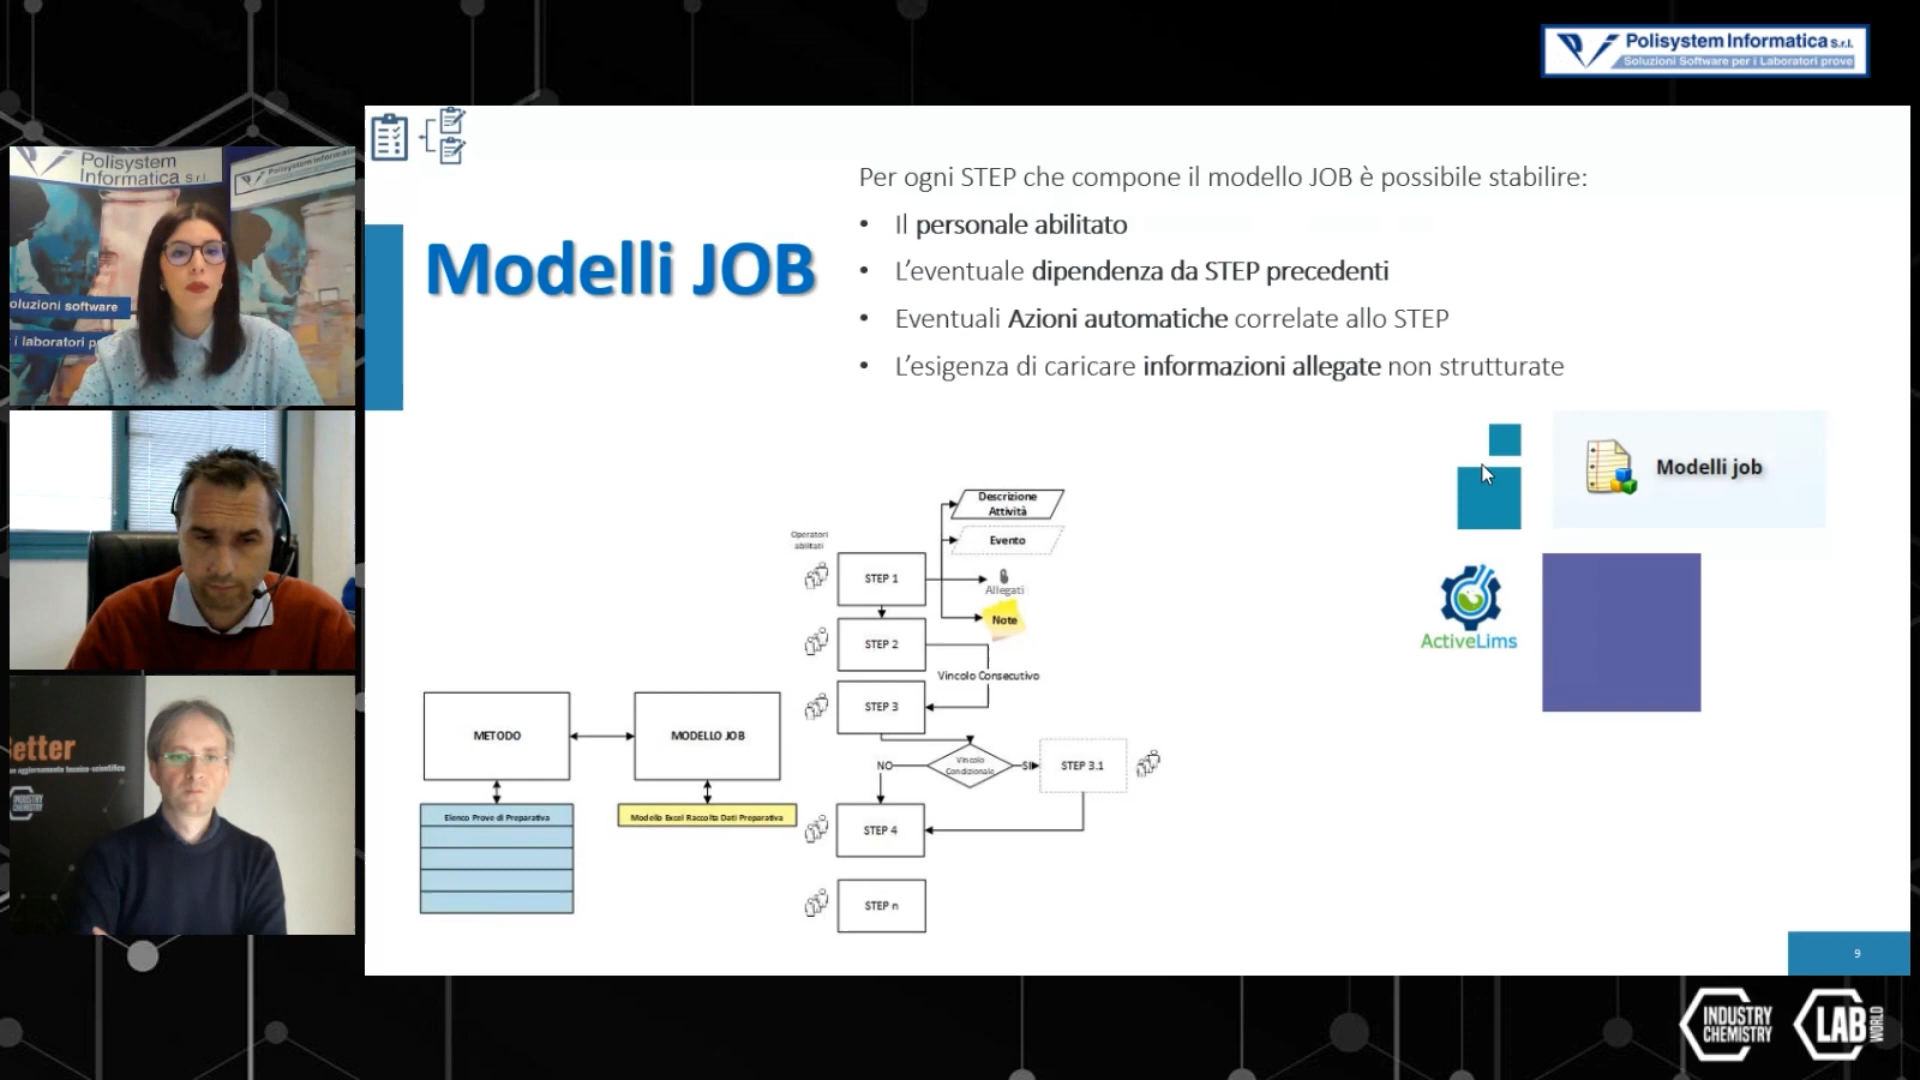 Polisystem Informatica s.r.l.
Soluzioni Software per i Laboratori prove
Polisystem
Informatica s.r.l.
Polisystem Informatica
oluzioni software
i laboratori p
etter
INDUSTRY
CHEMISTRY
Per ogni STEP che compone il modello JOB è possibile stabilire:
Modelli JOB
• Il personale abilitato
• L'eventuale dipendenza da STEP precedenti
• Eventuali Azioni automatiche correlate allo STEP
• L'esigenza di caricare informazioni allegate non strutturate
Modelli job
ActiveLims
Operatori
abilitati
Descrizione
Attività
Evento
Allegati
Note
STEP 1
STEP 2
Vincolo Consecutivo
STEP 3
METODO
MODELLO JOB
NO
Vincolo
Condizionale
SI
STEP 3.1
Elenco Prove di Preparativa
Modello Excel Raccolta Dati Preparativa
STEP 4
STEP n
9
INDUSTRY
CHEMISTRY
LAB
WORLD